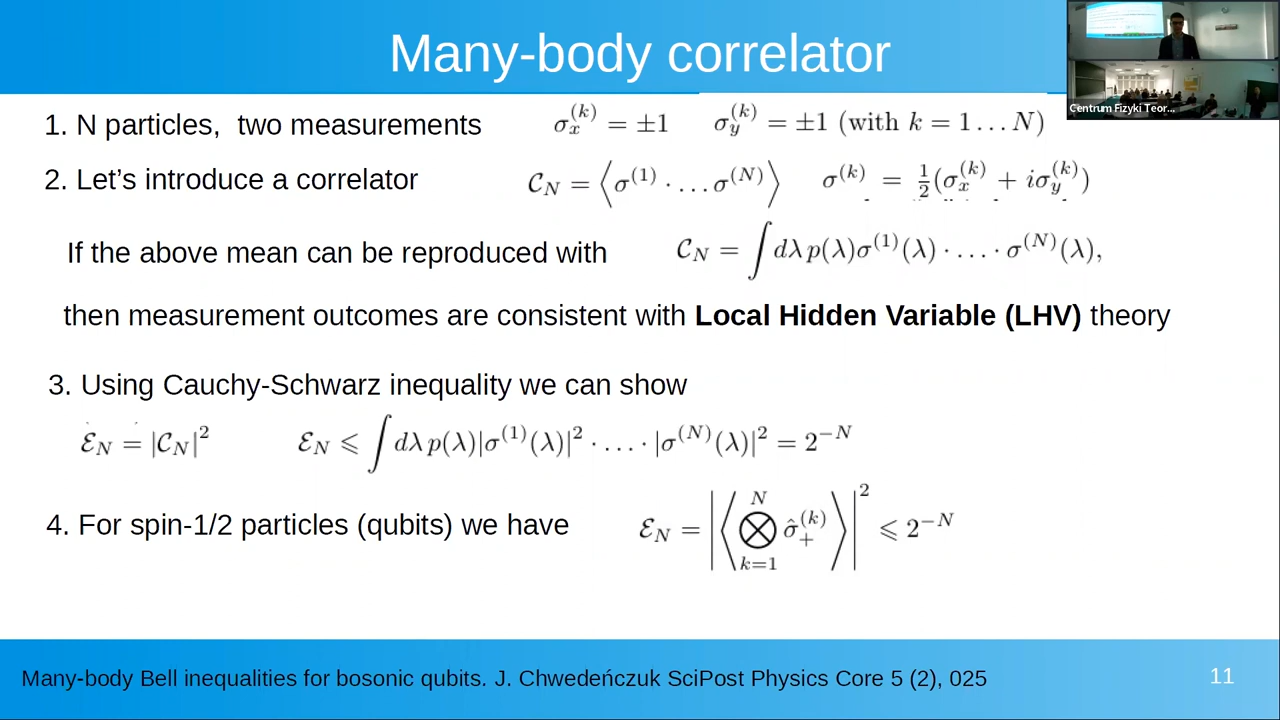 Many-body correlator
Centrum Fizyki Teor...
1. N particles, two measurements σ_x^{(k)} = ±1 σ_y^{(k)} = ±1 (with k = 1 … N)
2. Let's introduce a correlator 𝒞_N = ⟨σ^{(1)} · … σ^{(N)}⟩ σ^{(k)} = ½(σ_x^{(k)} + iσ_y^{(k)})
If the above mean can be reproduced with 𝒞_N = ∫ dλ p(λ)σ^{(1)}(λ) · … · σ^{(N)}(λ),
then measurement outcomes are consistent with Local Hidden Variable (LHV) theory
3. Using Cauchy-Schwarz inequality we can show
ℰ_N = |𝒞_N|² ℰ_N ⩽ ∫ dλ p(λ)|σ^{(1)}(λ)|² · … · |σ^{(N)}(λ)|² = 2^{−N}
4. For spin-1/2 particles (qubits) we have ℰ_N = |⟨⨂_{k=1}^{N} σ̂_+^{(k)}⟩|² ⩽ 2^{−N}
Many-body Bell inequalities for bosonic qubits. J. Chwedeńczuk SciPost Physics Core 5 (2), 025
11